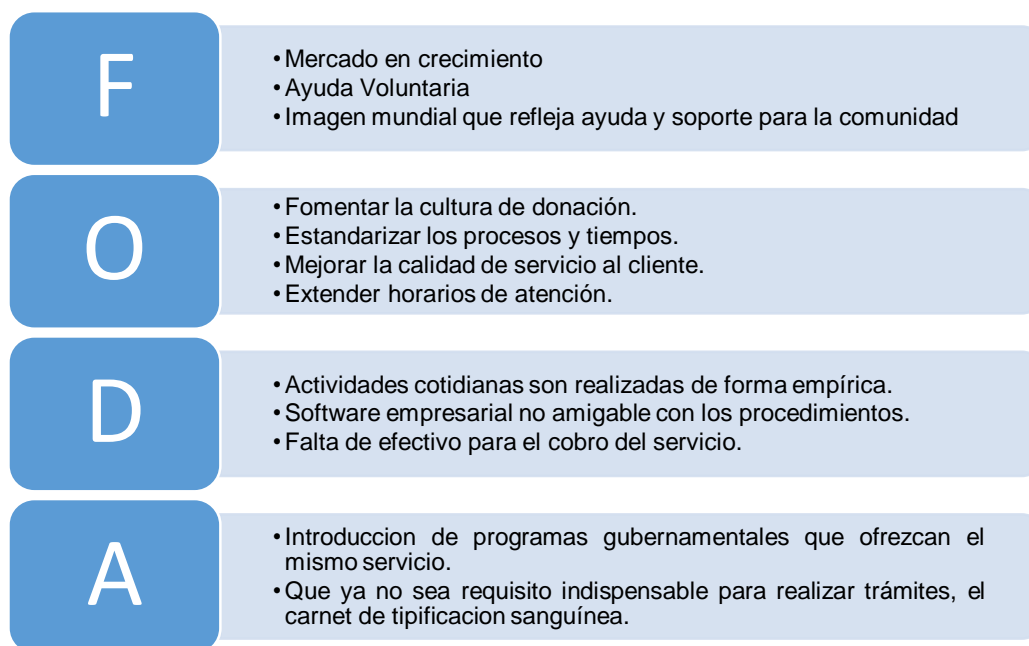 F
• Mercado en crecimiento
• Ayuda Voluntaria
• Imagen mundial que refleja ayuda y soporte para la comunidad
O
• Fomentar la cultura de donación.
• Estandarizar los procesos y tiempos.
• Mejorar la calidad de servicio al cliente.
• Extender horarios de atención.
D
• Actividades cotidianas son realizadas de forma empírica.
• Software empresarial no amigable con los procedimientos.
• Falta de efectivo para el cobro del servicio.
A
• Introduccion de programas gubernamentales que ofrezcan el
mismo servicio.
• Que ya no sea requisito indispensable para realizar trámites, el
carnet de tipificacion sanguínea.